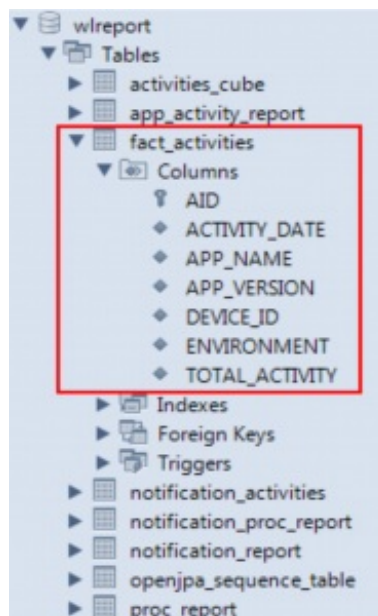 wlreport
Tables
activities_cube
app_activity_report
fact_activities
Columns
AID
ACTIVITY_DATE
APP_NAME
APP_VERSION
DEVICE_ID
ENVIRONMENT
TOTAL_ACTIVITY
Indexes
Foreign Keys
Triggers
notification_activities
notification_proc_report
notification_report
openjpa_sequence_table
proc_report